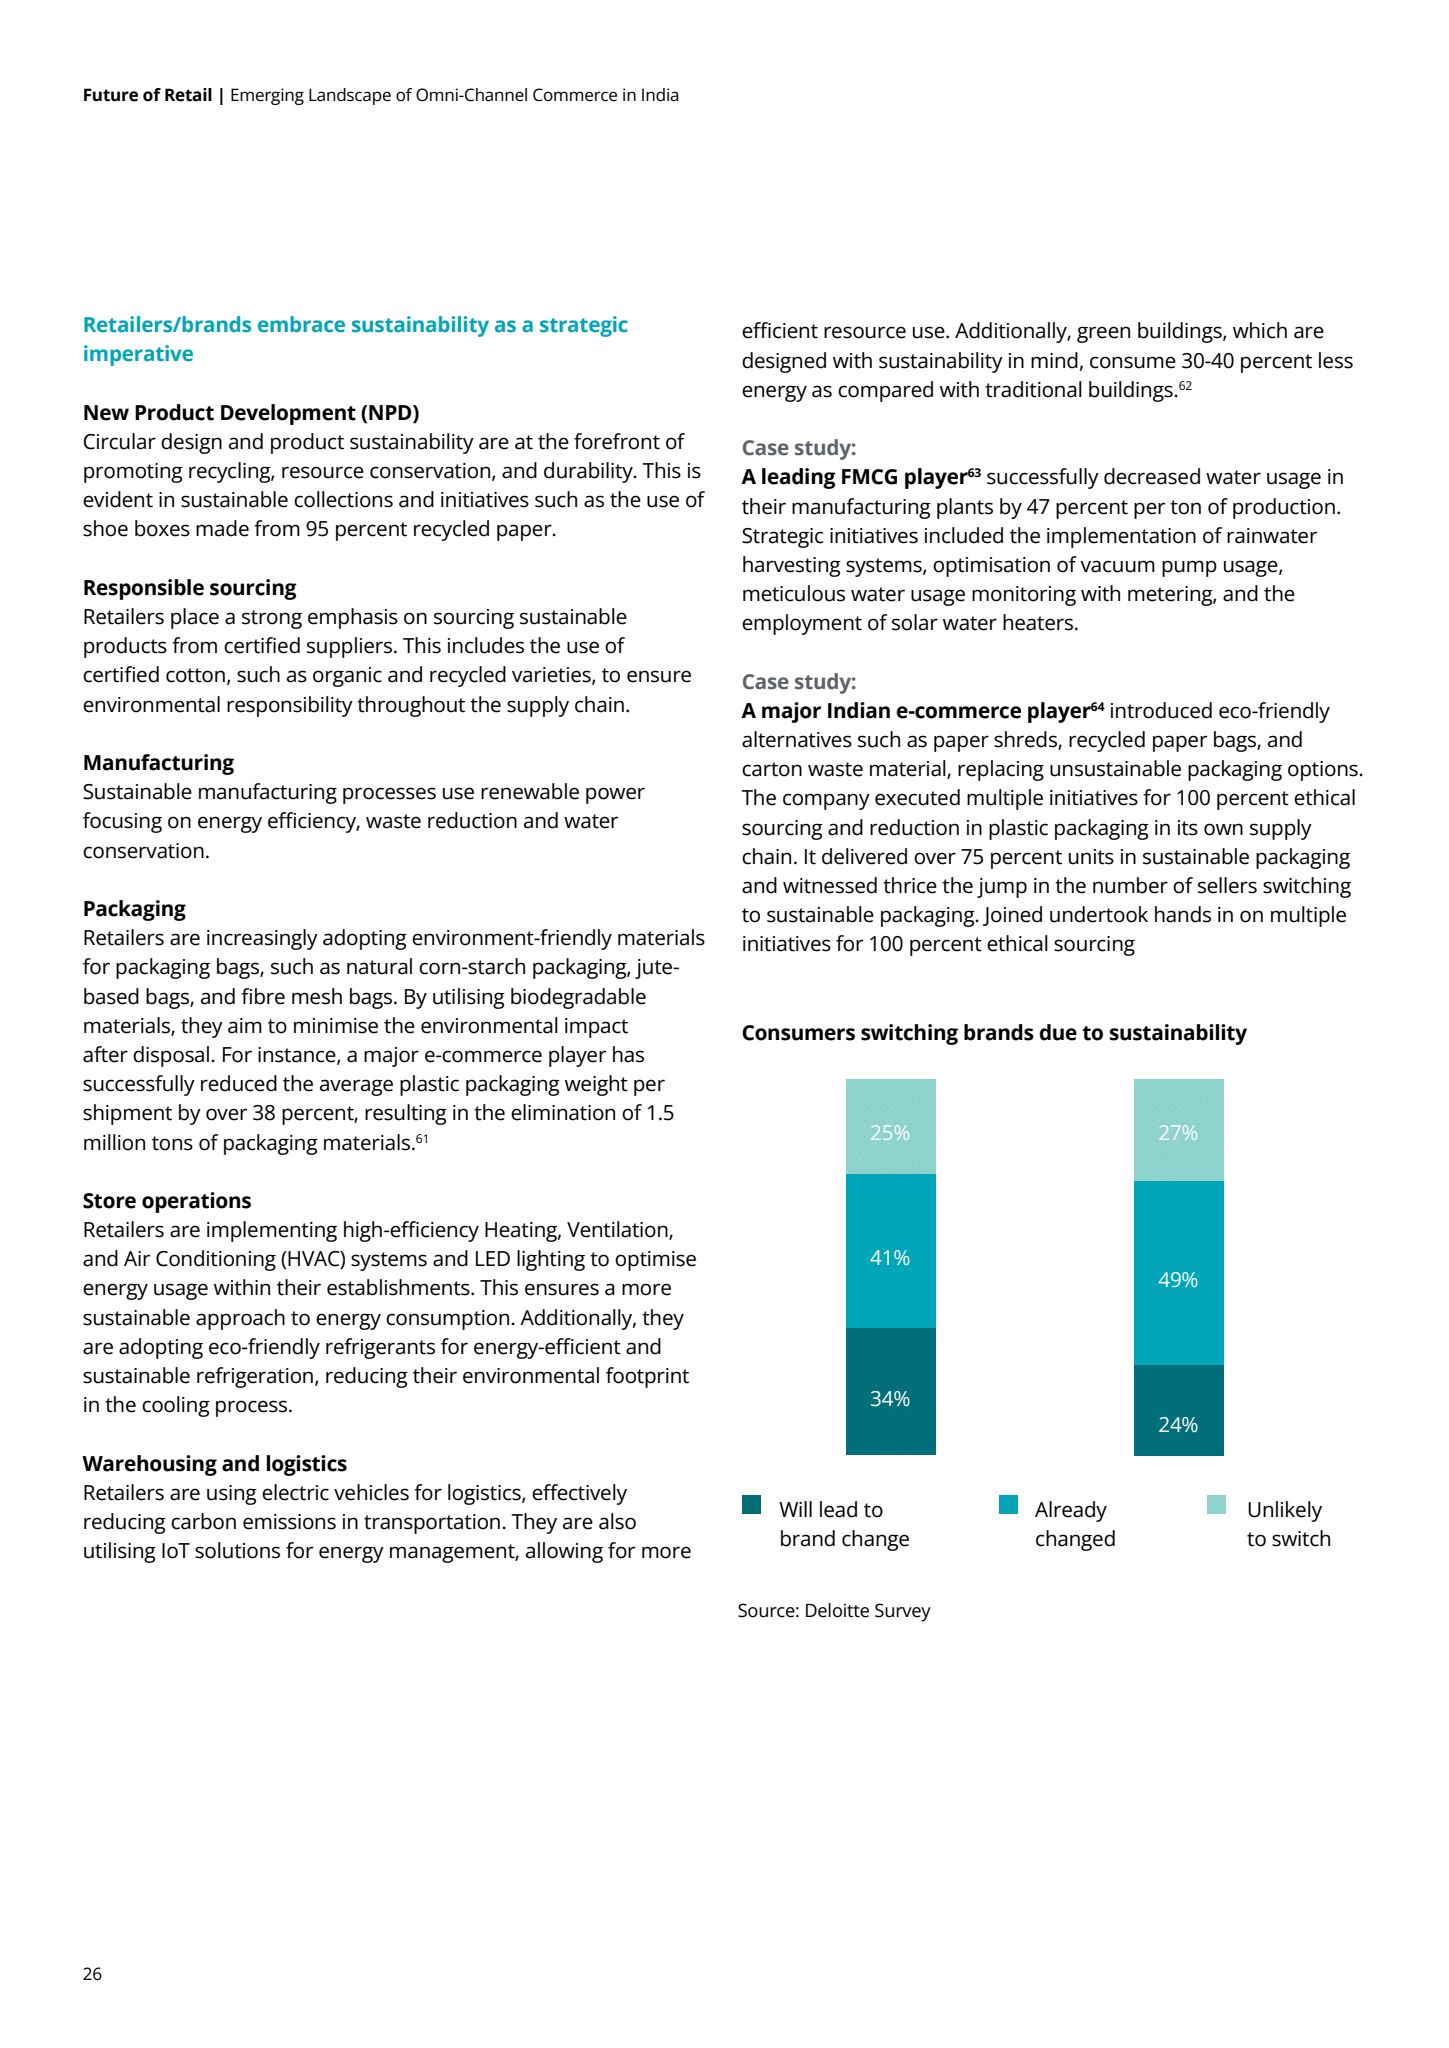 Future of Retail | Emerging Landscape of Omni-Channel Commerce in India
Retailers/brands embrace sustainability as a strategic
imperative
New Product Development (NPD)
Circular design and product sustainability are at the forefront of
promoting recycling, resource conservation, and durability. This is
evident in sustainable collections and initiatives such as the use of
shoe boxes made from 95 percent recycled paper.
Responsible sourcing
Retailers place a strong emphasis on sourcing sustainable
products from certified suppliers. This includes the use of
certified cotton, such as organic and recycled varieties, to ensure
environmental responsibility throughout the supply chain.
Manufacturing
Sustainable manufacturing processes use renewable power
focusing on energy efficiency, waste reduction and water
conservation.
Packaging
Retailers are increasingly adopting environment-friendly materials
for packaging bags, such as natural corn-starch packaging, jute-
based bags, and fibre mesh bags. By utilising biodegradable
materials, they aim to minimise the environmental impact
after disposal. For instance, a major e-commerce player has
successfully reduced the average plastic packaging weight per
shipment by over 38 percent, resulting in the elimination of 1.5
million tons of packaging materials.61
Store operations
Retailers are implementing high-efficiency Heating, Ventilation,
and Air Conditioning (HVAC) systems and LED lighting to optimise
energy usage within their establishments. This ensures a more
sustainable approach to energy consumption. Additionally, they
are adopting eco-friendly refrigerants for energy-efficient and
sustainable refrigeration, reducing their environmental footprint
in the cooling process.
Warehousing and logistics
Retailers are using electric vehicles for logistics, effectively
reducing carbon emissions in transportation. They are also
utilising IoT solutions for energy management, allowing for more
efficient resource use. Additionally, green buildings, which are
designed with sustainability in mind, consume 30-40 percent less
energy as compared with traditional buildings.62
Case study:
A leading FMCG player63 successfully decreased water usage in
their manufacturing plants by 47 percent per ton of production.
Strategic initiatives included the implementation of rainwater
harvesting systems, optimisation of vacuum pump usage,
meticulous water usage monitoring with metering, and the
employment of solar water heaters.
Case study:
A major Indian e-commerce player64 introduced eco-friendly
alternatives such as paper shreds, recycled paper bags, and
carton waste material, replacing unsustainable packaging options.
The company executed multiple initiatives for 100 percent ethical
sourcing and reduction in plastic packaging in its own supply
chain. It delivered over 75 percent units in sustainable packaging
and witnessed thrice the jump in the number of sellers switching
to sustainable packaging. Joined undertook hands in on multiple
initiatives for 100 percent ethical sourcing
Consumers switching brands due to sustainability
25%
27%
41%
49%
34%
24%
Will lead to
brand change
Already
changed
Unlikely
to switch
Source: Deloitte Survey
26